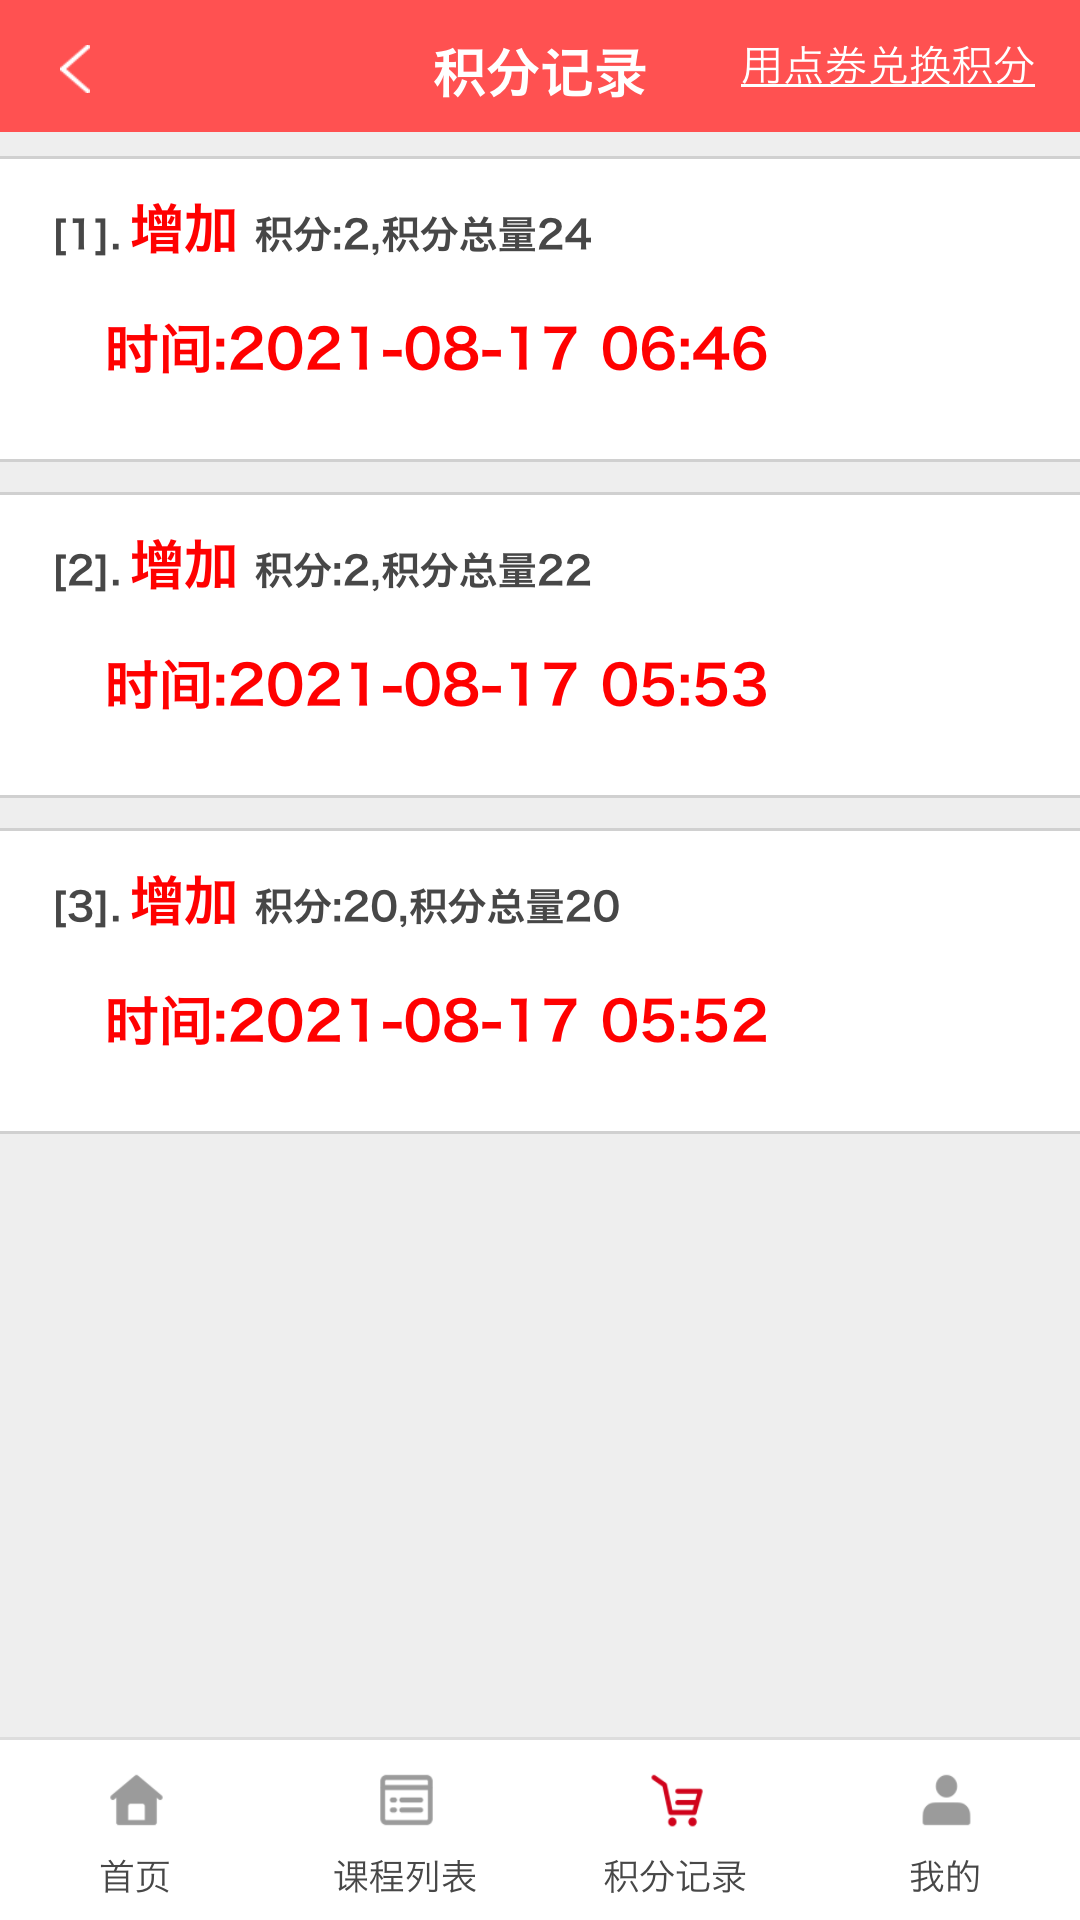 积分记录
用点券兑换积分
[1]. 增加 积分:2,积分总量24
时间:2021-08-17 06:46
[2]. 增加 积分:2,积分总量22
时间:2021-08-17 05:53
[3]. 增加 积分:20,积分总量20
时间:2021-08-17 05:52
首页
课程列表
积分记录
我的